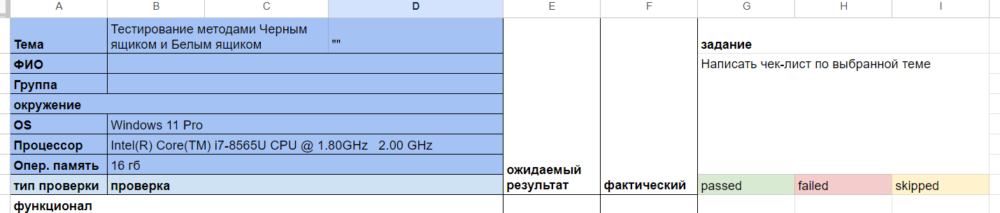 A B C D E F G H I
Тестирование методами Черным
Тема ящиком и Белым ящиком "" задание
ФИО Написать чек-лист по выбранной теме
Группа
окружение
OS Windows 11 Pro
Процессор Intel(R) Core(TM) i7-8565U CPU @ 1.80GHz 2.00 GHz
Опер. память 16 гб
ожидаемый
тип проверки проверка результат фактический passed failed skipped
функционал